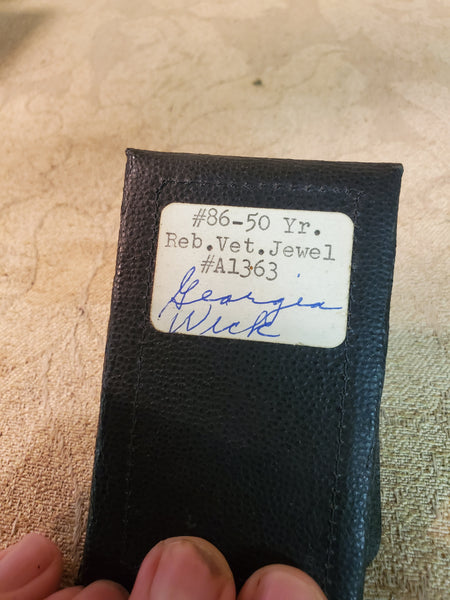 #86-50 Yr.
Reb.Vet.Jewel
#A1363
Georgia
Wick